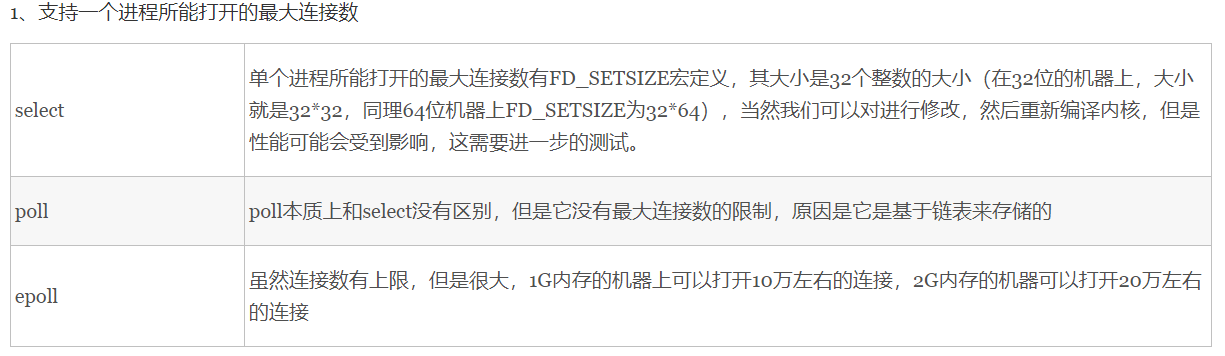 1、支持一个进程所能打开的最大连接数
select
单个进程所能打开的最大连接数有FD_SETSIZE宏定义，其大小是32个整数的大小（在32位的机器上，大小
就是32*32，同理64位机器上FD_SETSIZE为32*64），当然我们可以对进行修改，然后重新编译内核，但是
性能可能会受到影响，这需要进一步的测试。
poll
poll本质上和select没有区别，但是它没有最大连接数的限制，原因是它是基于链表来存储的
epoll
虽然连接数有上限，但是很大，1G内存的机器上可以打开10万左右的连接，2G内存的机器可以打开20万左右
的连接